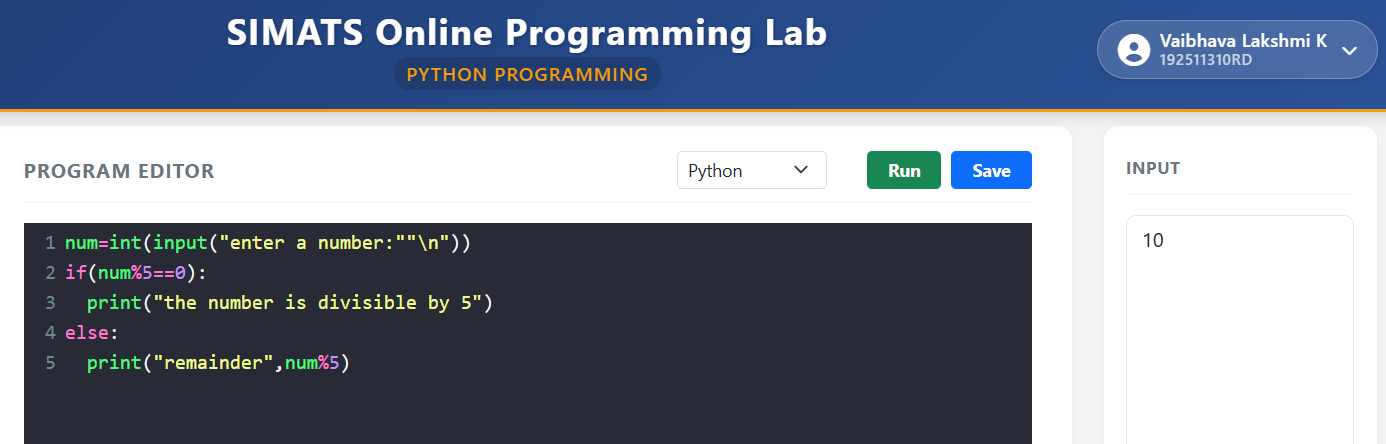 SIMATS Online Programming Lab
PYTHON PROGRAMMING
Vaibhava Lakshmi K
192511310RD
PROGRAM EDITOR
Python
Run
Save
1 num=int(input("enter a number:""\n"))
2 if(num%5==0):
3   print("the number is divisible by 5")
4 else:
5   print("remainder",num%5)
INPUT
10